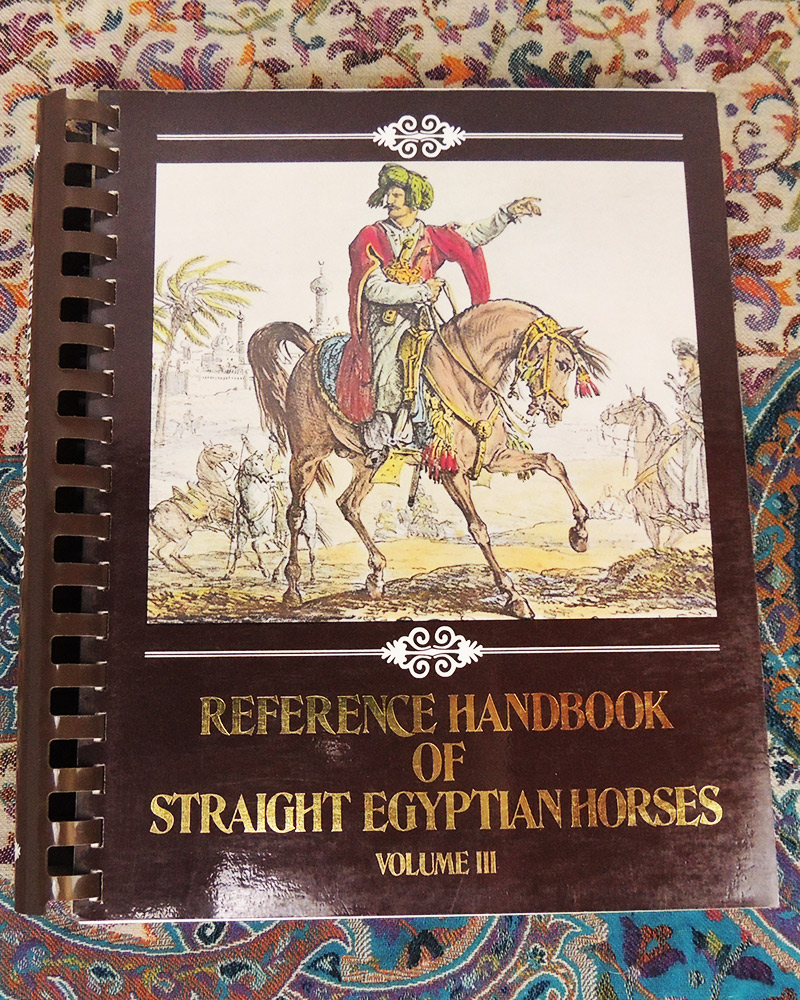 REFERENCE HANDBOOK
OF
STRAIGHT EGYPTIAN HORSES
VOLUME III